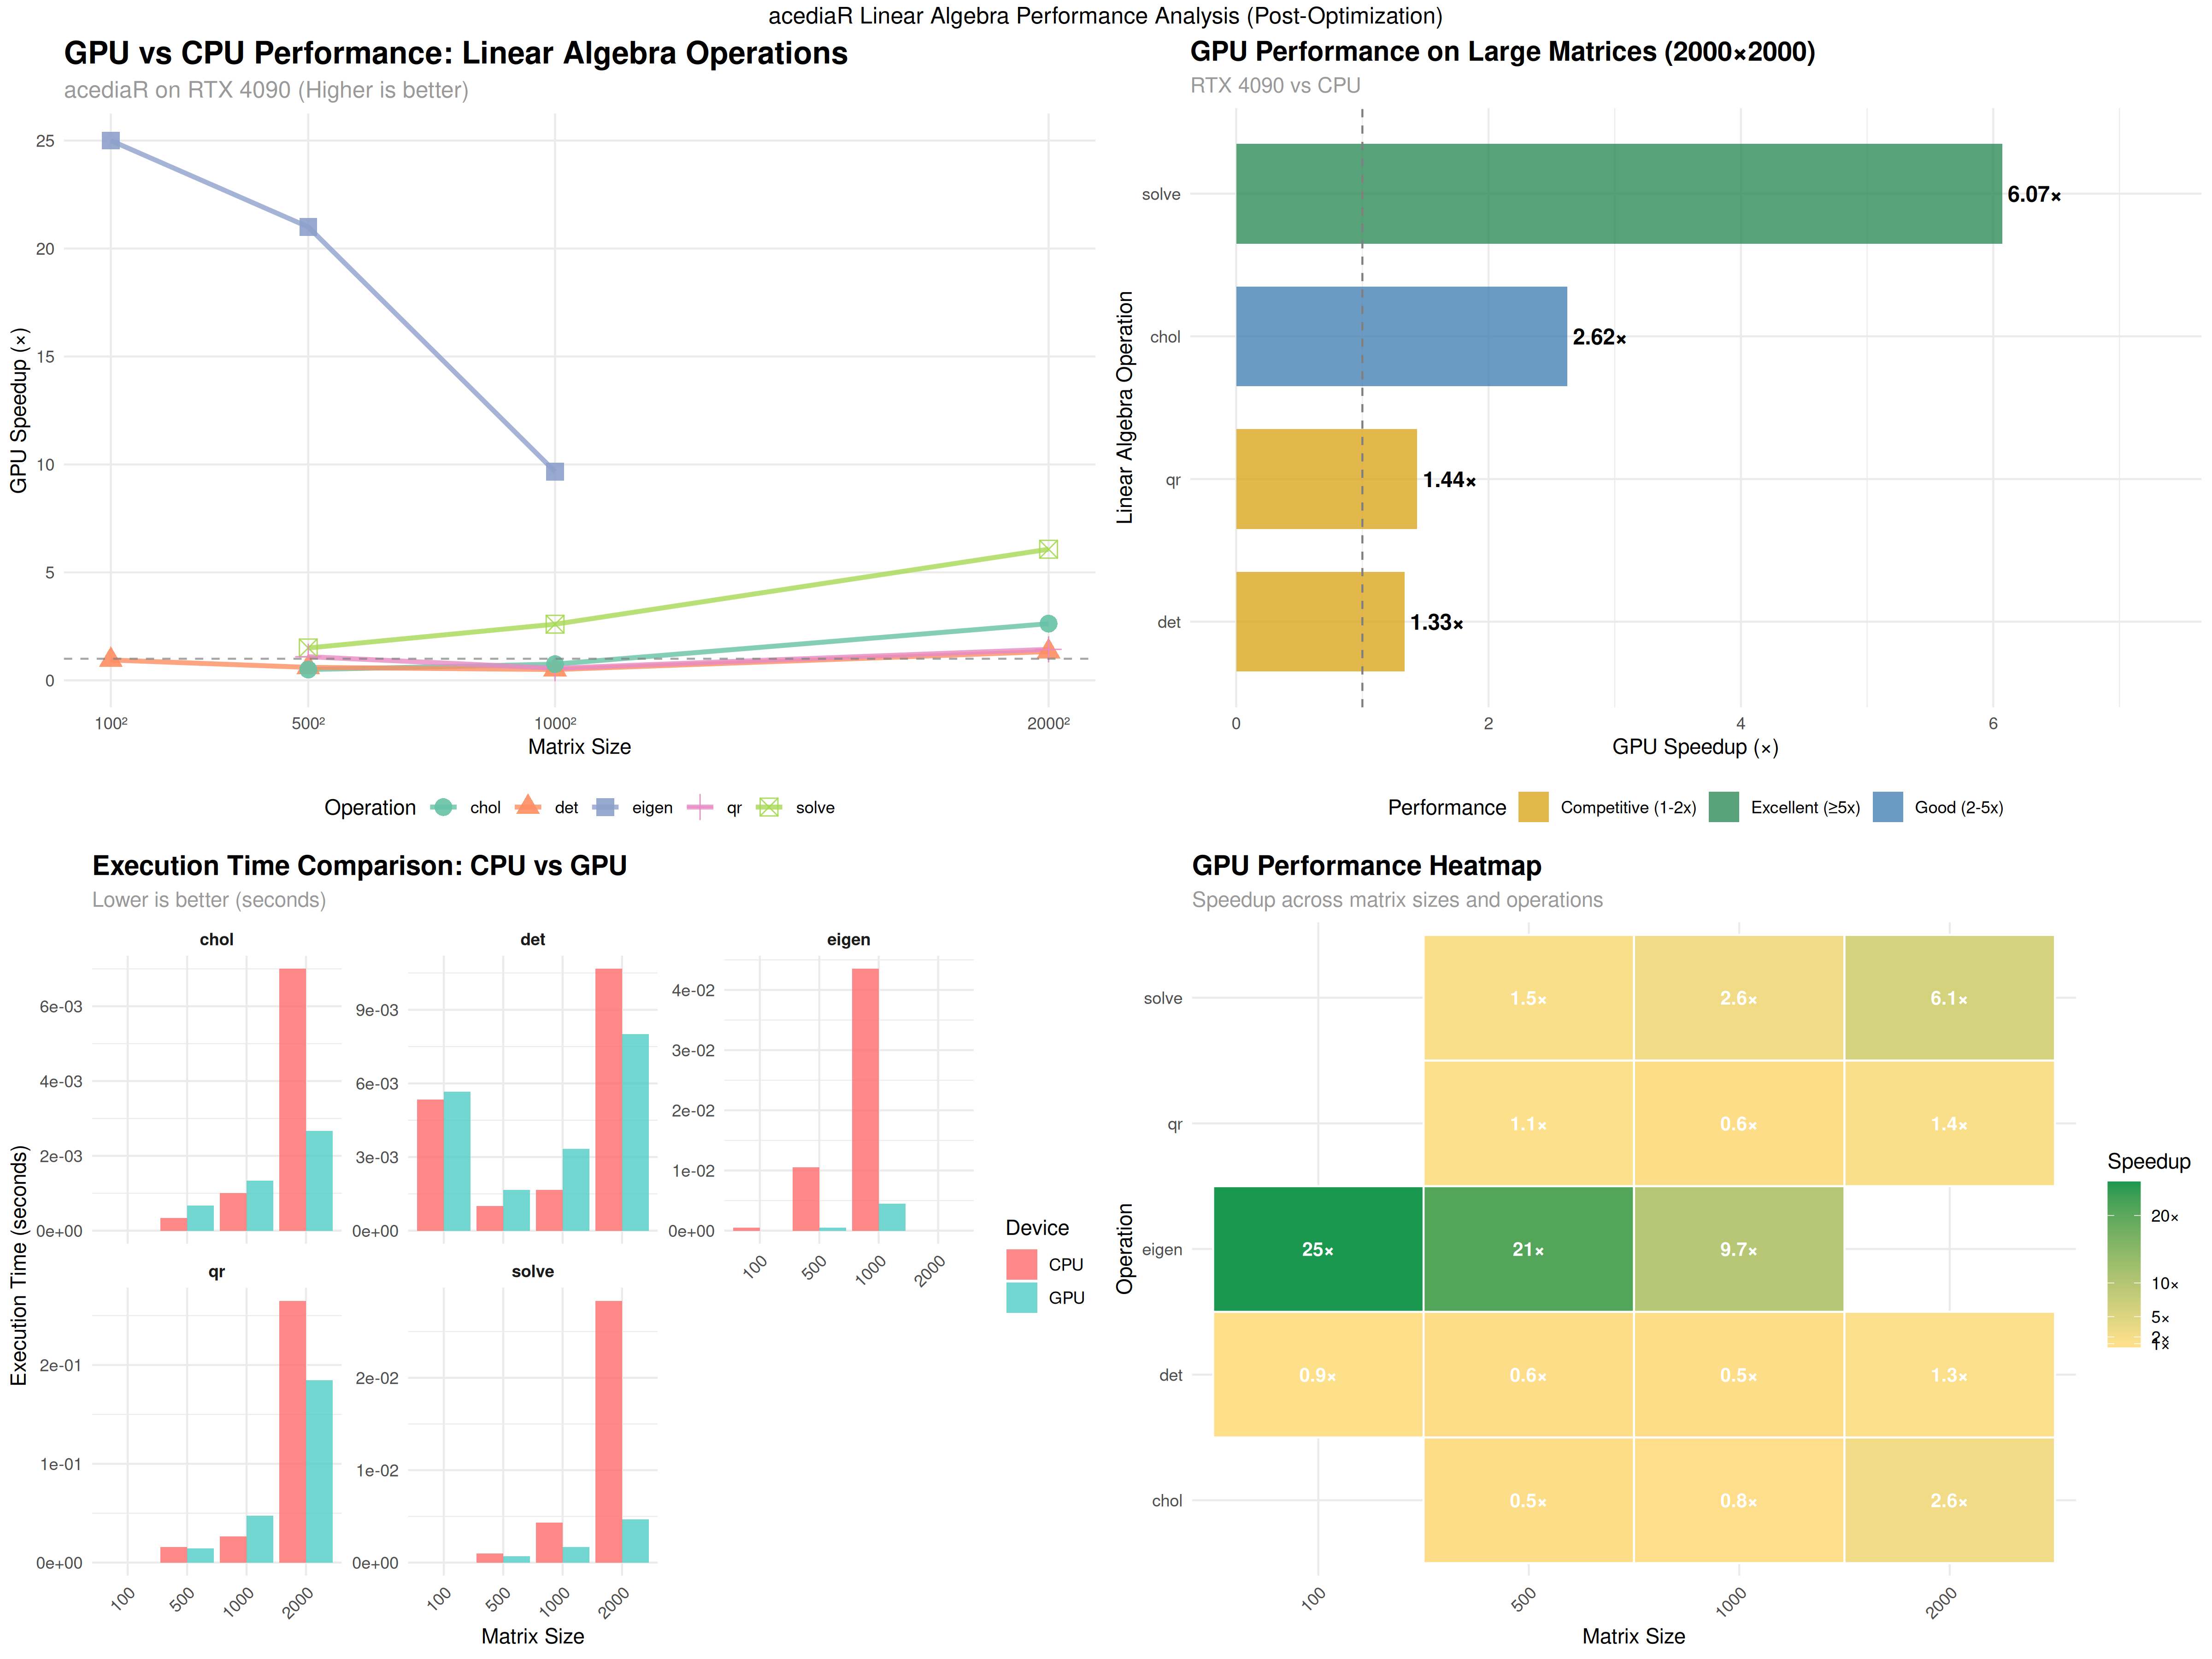 acediaR Linear Algebra Performance Analysis (Post-Optimization)
GPU vs CPU Performance: Linear Algebra Operations
acediaR on RTX 4090 (Higher is better)
GPU Speedup (×)
25
20
15
10
5
0
100² 500² 1000² 2000²
Matrix Size
Operation chol det eigen qr solve
GPU Performance on Large Matrices (2000×2000)
RTX 4090 vs CPU
Linear Algebra Operation
solve 6.07×
chol 2.62×
qr 1.44×
det 1.33×
0 2 4 6
GPU Speedup (×)
Performance Competitive (1-2x) Excellent (≥5x) Good (2-5x)
Execution Time Comparison: CPU vs GPU
Lower is better (seconds)
Execution Time (seconds)
chol
6e-03
4e-03
2e-03
0e+00
det
9e-03
6e-03
3e-03
0e+00
eigen
4e-02
3e-02
2e-02
1e-02
0e+00
100 500 1000 2000
qr
2e-01
1e-01
0e+00
100 500 1000 2000
solve
2e-02
1e-02
0e+00
100 500 1000 2000
Matrix Size
Device
CPU
GPU
GPU Performance Heatmap
Speedup across matrix sizes and operations
Operation
solve 1.5× 2.6× 6.1×
qr 1.1× 0.6× 1.4×
eigen 25× 21× 9.7×
det 0.9× 0.6× 0.5× 1.3×
chol 0.5× 0.8× 2.6×
100 500 1000 2000
Matrix Size
Speedup
20×
10×
5×
2×
1×